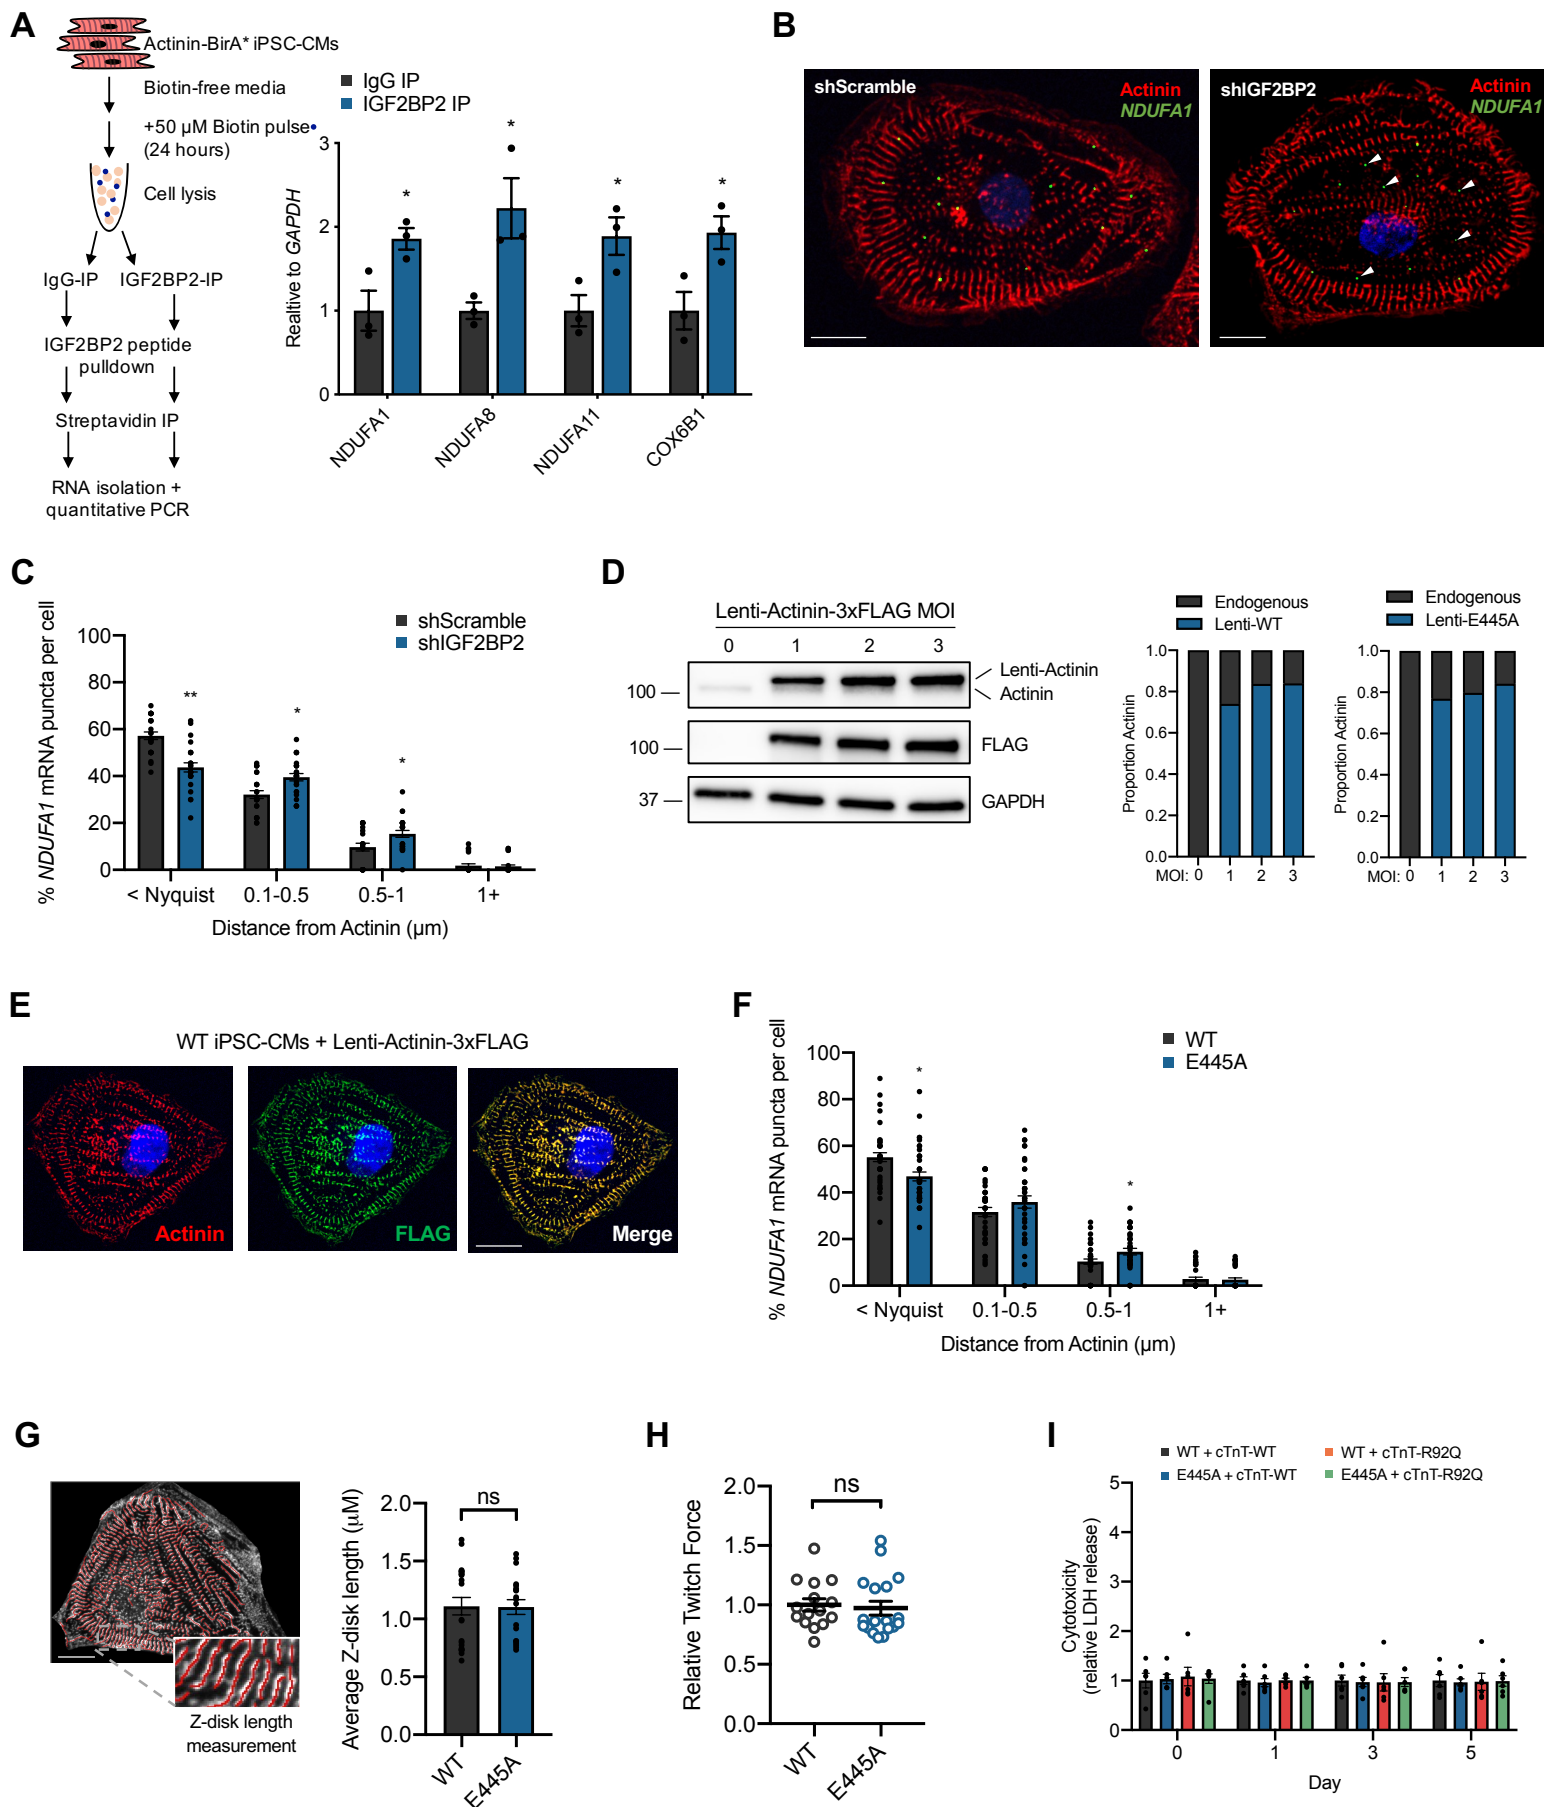 A
Actinin-BirA* iPSC-CMs
Biotin-free media
+50 µM Biotin pulse
(24 hours)
Cell lysis
IgG-IP IGF2BP2-IP
IGF2BP2 peptide
pulldown
Streptavidin IP
RNA isolation +
quantitative PCR
IgG IP
IGF2BP2 IP
Realtive to GAPDH
3
2
1
0
* * * *
NDUFA1
NDUFA8
NDUFA11
COX6B1
B
shScramble
Actinin
NDUFA1
shIGF2BP2
Actinin
NDUFA1
C
% NDUFA1 mRNA puncta per cell
shScramble
shIGF2BP2
100
80
60
40
20
0
** * *
< Nyquist 0.1-0.5 0.5-1 1+
Distance from Actinin (µm)
D
Lenti-Actinin-3xFLAG MOI
0 1 2 3
100
Lenti-Actinin
Actinin
100
FLAG
37
GAPDH
Endogenous
Lenti-WT
Proportion Actinin
1.0
0.8
0.6
0.4
0.2
0.0
MOI: 0 1 2 3
Endogenous
Lenti-E445A
Proportion Actinin
1.0
0.8
0.6
0.4
0.2
0.0
MOI: 0 1 2 3
E
WT iPSC-CMs + Lenti-Actinin-3xFLAG
Actinin
FLAG
Merge
F
% NDUFA1 mRNA puncta per cell
WT
E445A
100
80
60
40
20
0
* *
< Nyquist 0.1-0.5 0.5-1 1+
Distance from Actinin (µm)
G
Z-disk length
measurement
Average Z-disk length (µM)
2.0
1.5
1.0
0.5
0.0
ns
WT
E445A
H
Relative Twitch Force
2.0
1.5
1.0
0.5
0.0
ns
WT
E445A
I
WT + cTnT-WT WT + cTnT-R92Q
E445A + cTnT-WT E445A + cTnT-R92Q
Cytotoxicity
(relative LDH release)
5
4
3
2
1
0
0 1 3 5
Day